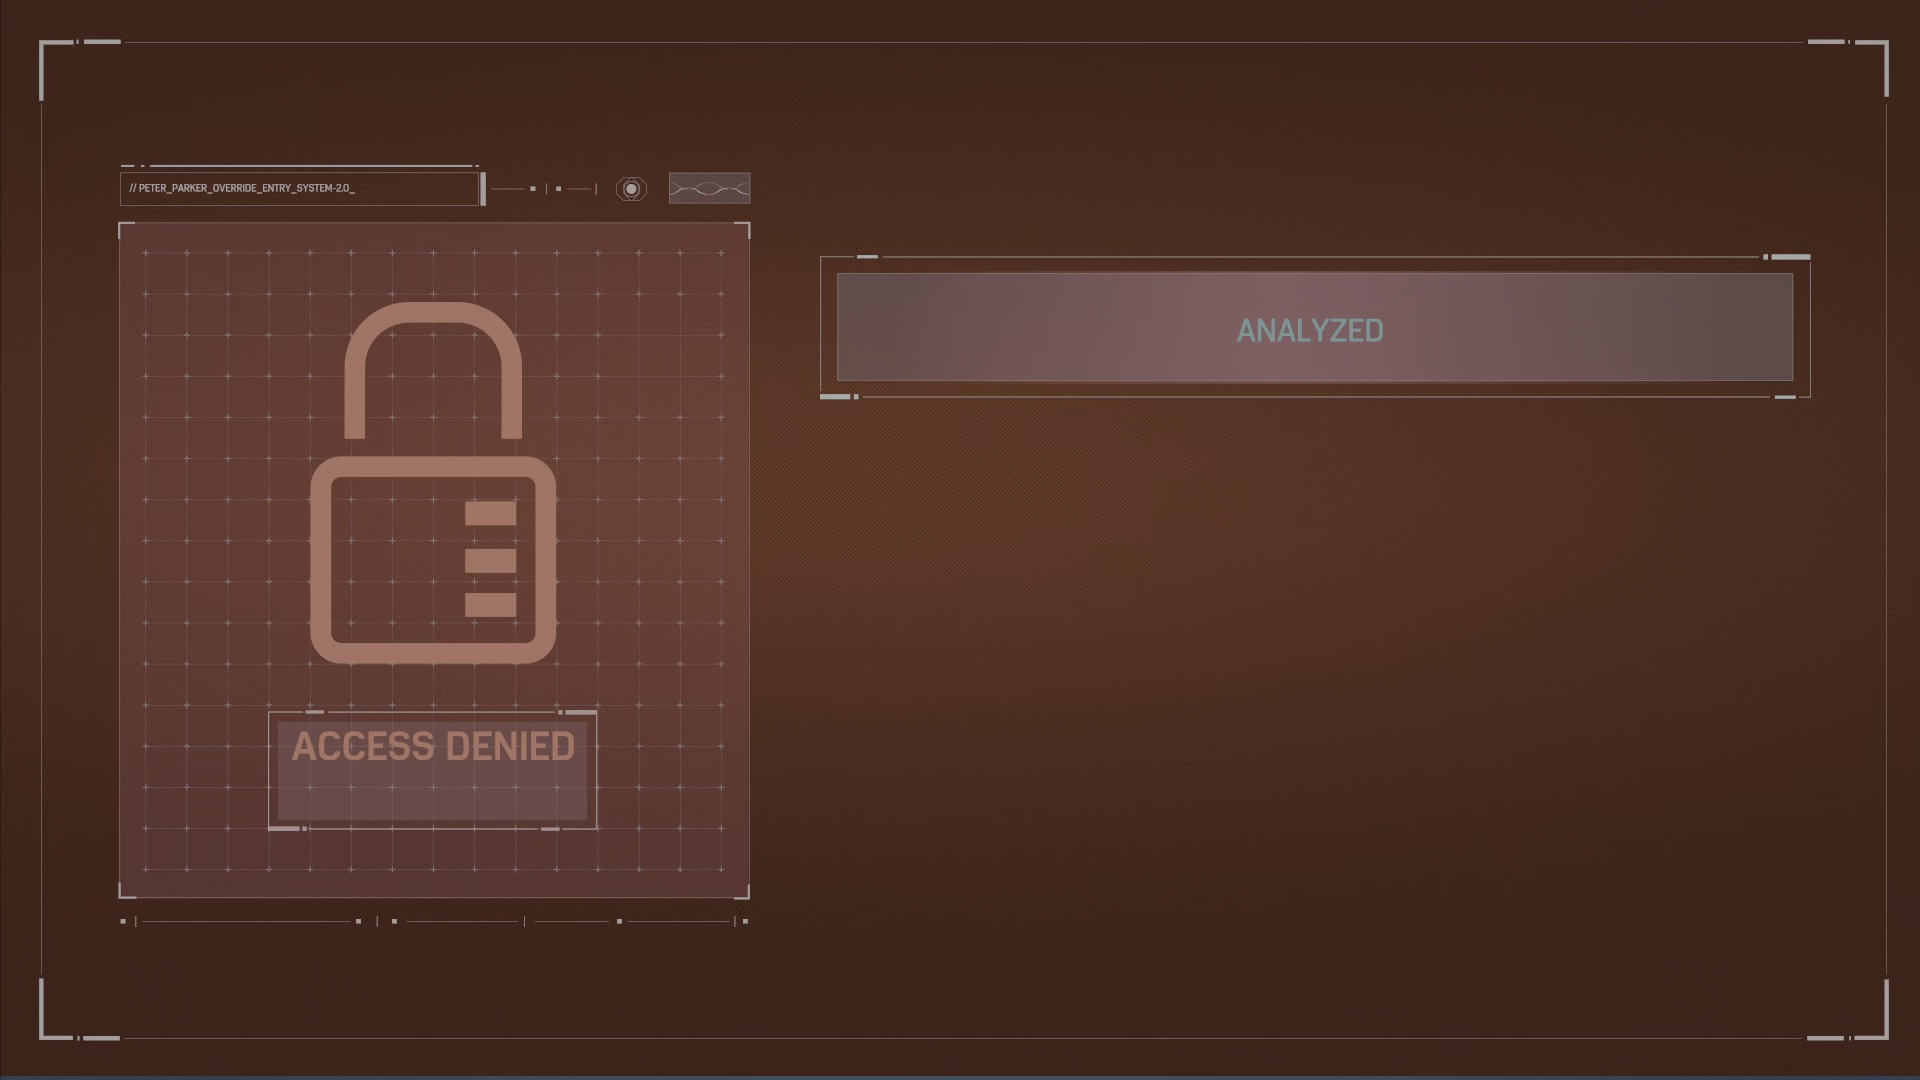 // PETER_PARKER_OVERRIDE_ENTRY_SYSTEM-2.0_
ANALYZED
ACCESS DENIED